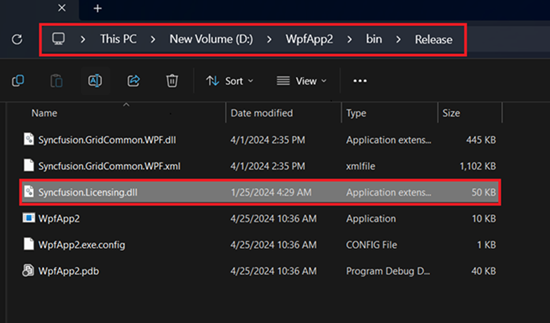 This PC > New Volume (D:) > WpfApp2 > bin > Release
Sort View ...
Name Date modified Type Size
Syncfusion.GridCommon.WPF.dll 4/1/2024 2:35 PM Application extens... 445 KB
Syncfusion.GridCommon.WPF.xml 4/1/2024 2:35 PM xmlfile 1,102 KB
Syncfusion.Licensing.dll 1/25/2024 4:29 AM Application extens... 50 KB
WpfApp2 4/25/2024 10:36 AM Application 10 KB
WpfApp2.exe.config 4/25/2024 10:36 AM CONFIG File 1 KB
WpfApp2.pdb 4/25/2024 10:36 AM Program Debug D... 40 KB